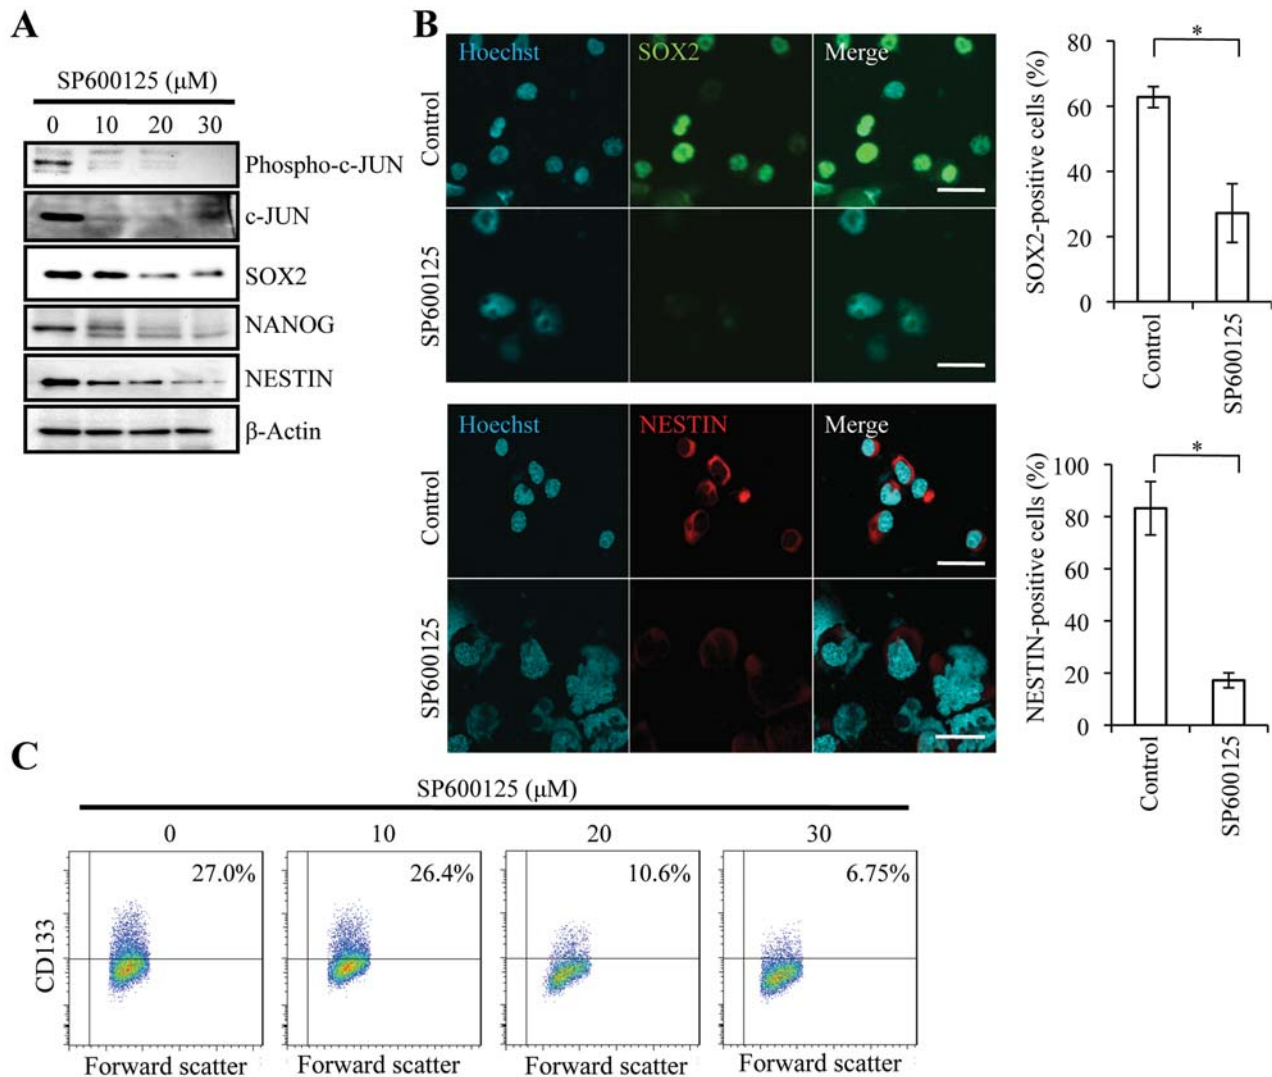 A
SP600125 (μM)
0 10 20 30
Phospho-c-JUN
c-JUN
SOX2
NANOG
NESTIN
β-Actin
B
Hoechst SOX2 Merge
Control
SP600125
SOX2-positive cells (%)
80
60
40
20
0
*
Control
SP600125
Hoechst NESTIN Merge
Control
SP600125
NESTIN-positive cells (%)
100
80
60
40
20
0
*
Control
SP600125
C
SP600125 (μM)
0 10 20 30
27.0% 26.4% 10.6% 6.75%
CD133
Forward scatter Forward scatter Forward scatter Forward scatter